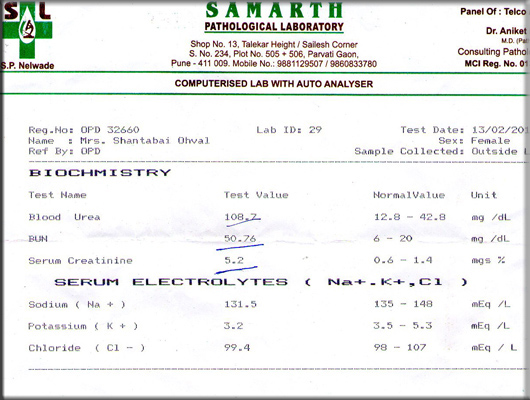 SAL
S.P. Nelwade
SAMARTH
PATHOLOGICAL LABORATORY
Shop No. 13, Talekar Height / Sailesh Corner
S. No. 234, Plot No. 505 + 506, Parvati Gaon,
Pune - 411 009. Mobile No.: 9881129507 / 9860833780
Panel Of : Telco
Dr. Aniket
M.D. (Pa
Consulting Pathol
MCI Reg. No. 01
COMPUTERISED LAB WITH AUTO ANALYSER
Reg.No: OPD 32660 Lab ID: 29 Test Date: 13/02/201
Name : Mrs. Shantabai Ohval Sex: Female
Ref By: OPD Sample Collected: Outside L
BIOCHMISTRY
Test Name Test Value NormalValue Unit
Blood Urea 108.7 12.8 - 42.8 mg /dL
BUN 50.76 6 - 20 mg /dL
Serum Creatinine 5.2 0.6 - 1.4 mgs %
SERUM ELECTROLYTES ( Na+.K+,Cl )
Sodium ( Na + ) 131.5 135 - 148 mEq /L
Potassium ( K + ) 3.2 3.5 - 5.3 mEq /L
Chloride ( Cl - ) 99.4 98 - 107 mEq / L